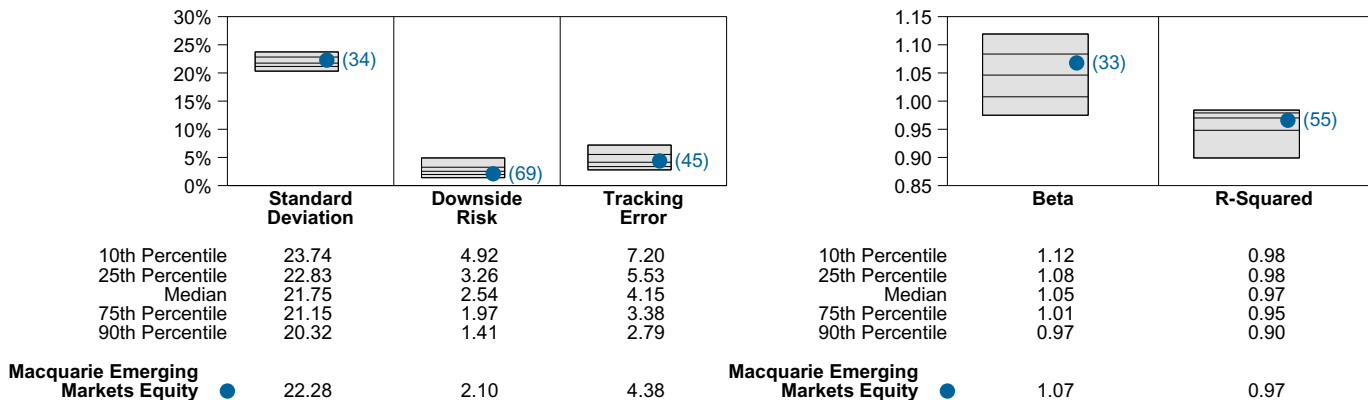 30%
25%
20%
15%
10%
5%
0%
(34)
(69)
(45)
Standard Deviation
Downside Risk
Tracking Error
10th Percentile 23.74 4.92 7.20
25th Percentile 22.83 3.26 5.53
Median 21.75 2.54 4.15
75th Percentile 21.15 1.97 3.38
90th Percentile 20.32 1.41 2.79
Macquarie Emerging
Markets Equity 22.28 2.10 4.38
1.15
1.10
1.05
1.00
0.95
0.90
0.85
(33)
(55)
Beta R-Squared
10th Percentile 1.12 0.98
25th Percentile 1.08 0.98
Median 1.05 0.97
75th Percentile 1.01 0.95
90th Percentile 0.97 0.90
Macquarie Emerging
Markets Equity 1.07 0.97